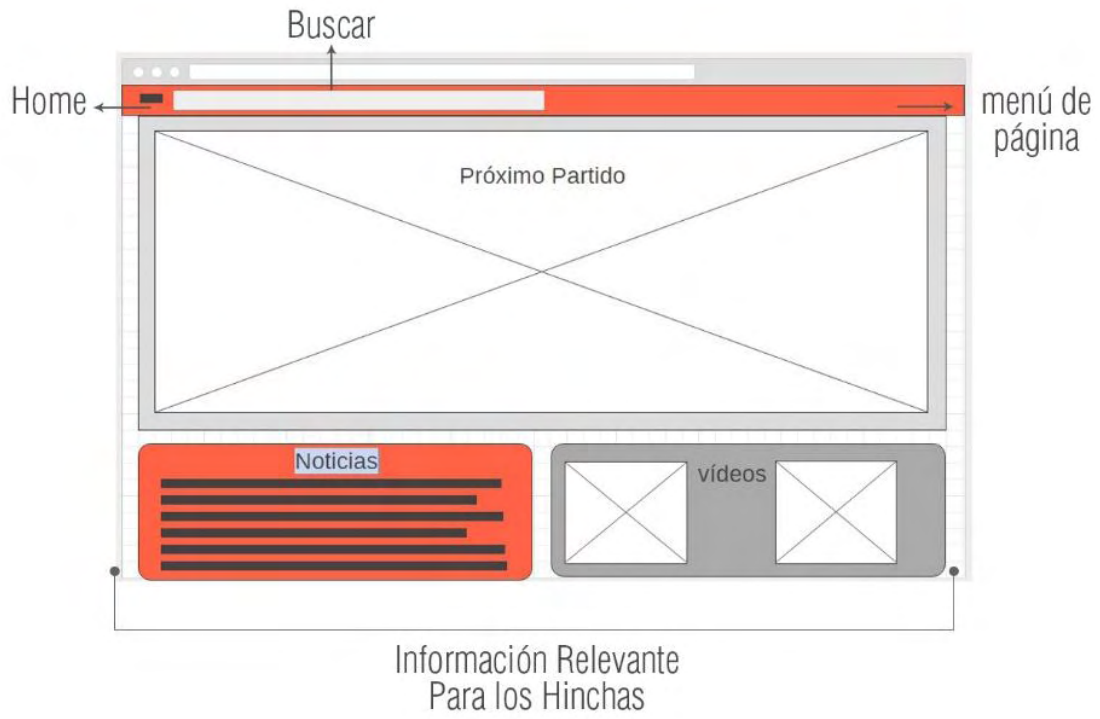 Buscar
Home
menú de
página
Próximo Partido
Noticias
vídeos
Información Relevante
Para los Hinchas